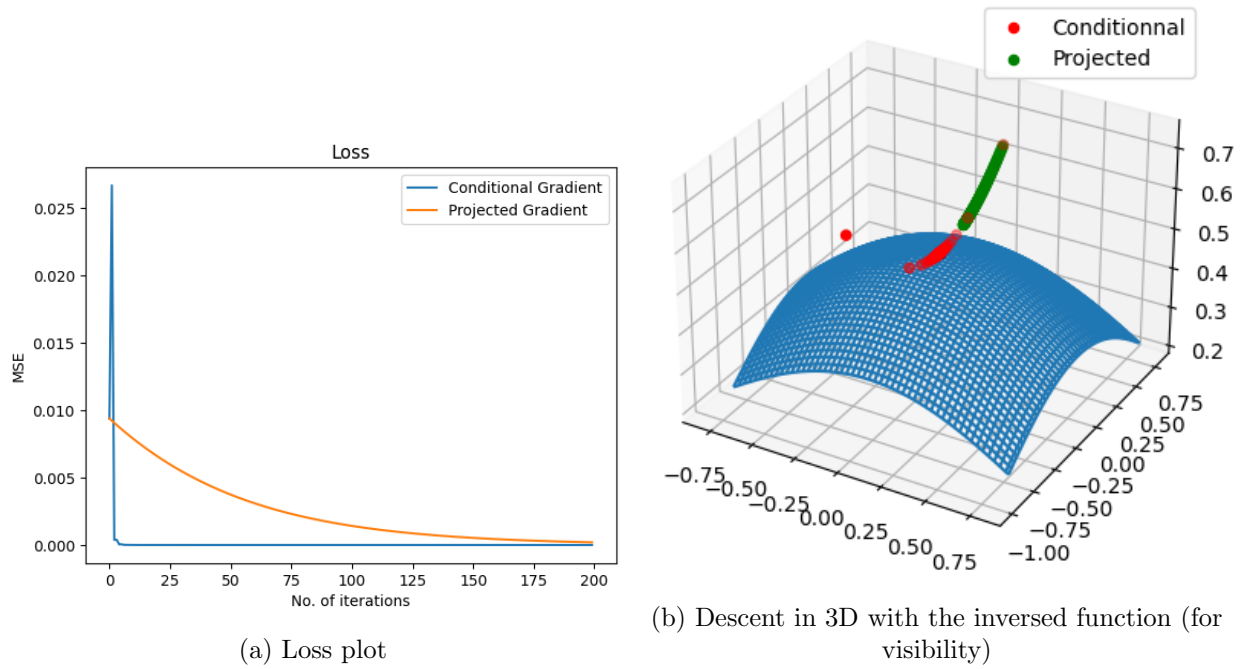 Loss
Conditional Gradient
Projected Gradient
MSE
0.025
0.020
0.015
0.010
0.005
0.000
0 25 50 75 100 125 150 175 200
No. of iterations
(a) Loss plot
Conditionnal
Projected
0.7
0.6
0.5
0.4
0.3
0.2
−0.75 −0.50 −0.25 0.00 0.25 0.50 0.75
0.75
0.50
0.25
0.00
−0.25
−0.50
−0.75
−1.00
(b) Descent in 3D with the inversed function (for
visibility)